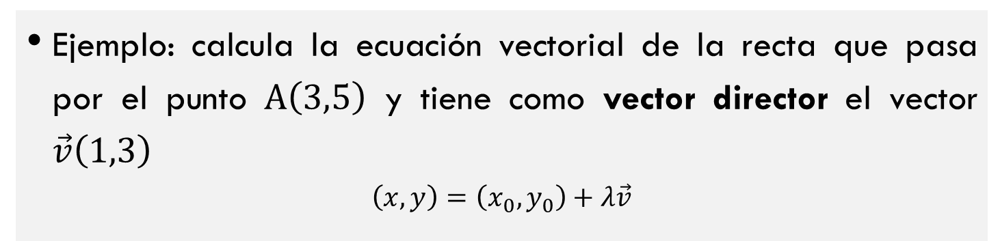 • Ejemplo: calcula la ecuación vectorial de la recta que pasa
por el punto A(3,5) y tiene como vector director el vector
v⃗(1,3)
(x, y) = (x₀, y₀) + λv⃗